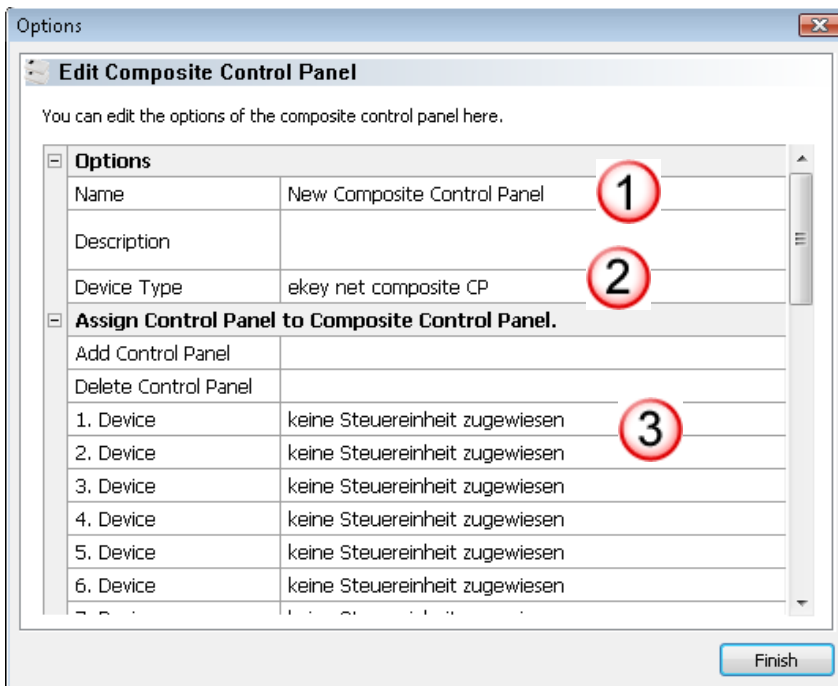 Options
Edit Composite Control Panel
You can edit the options of the composite control panel here.
Options
Name New Composite Control Panel 1
Description
Device Type ekey net composite CP 2
Assign Control Panel to Composite Control Panel.
Add Control Panel
Delete Control Panel
1. Device keine Steuereinheit zugewiesen 3
2. Device keine Steuereinheit zugewiesen
3. Device keine Steuereinheit zugewiesen
4. Device keine Steuereinheit zugewiesen
5. Device keine Steuereinheit zugewiesen
6. Device keine Steuereinheit zugewiesen
Finish